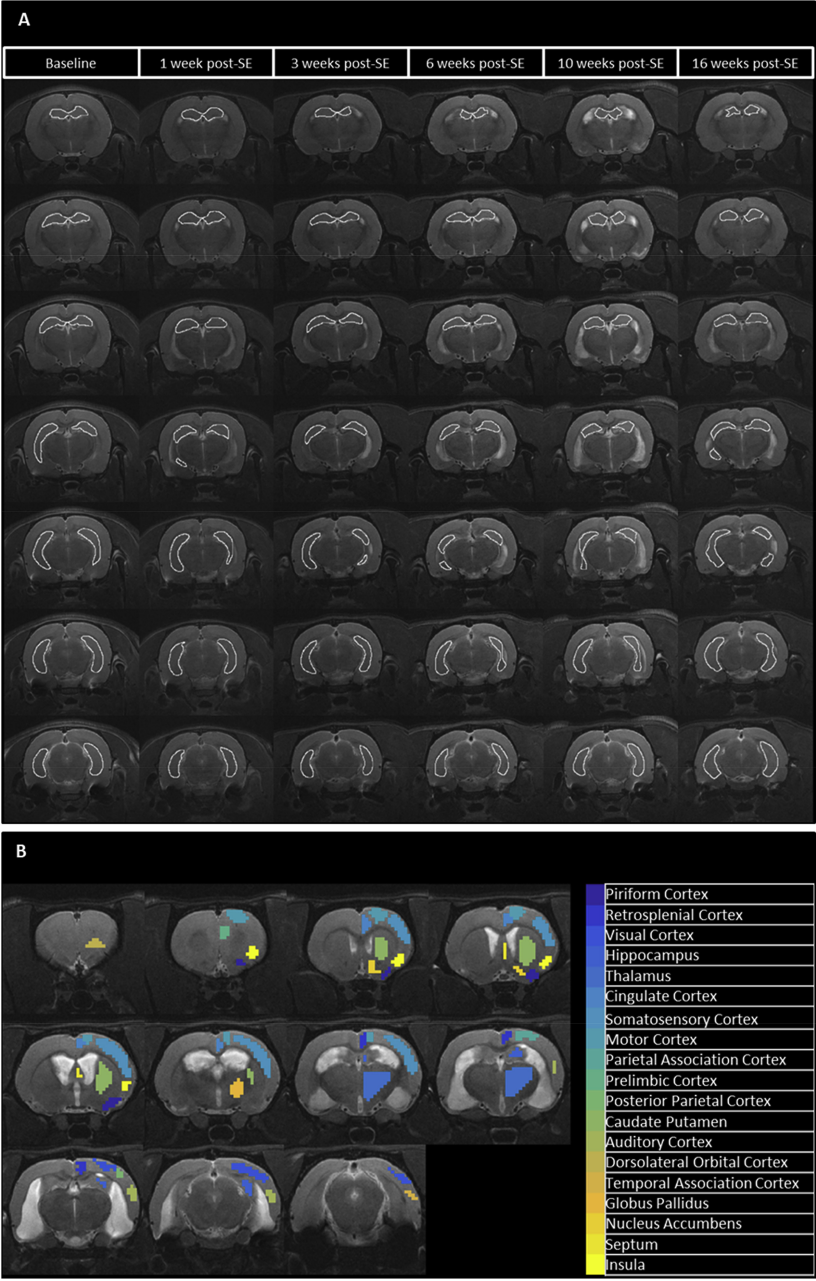 A
Baseline
1 week post-SE
3 weeks post-SE
6 weeks post-SE
10 weeks post-SE
16 weeks post-SE
B
Piriform Cortex
Retrosplenial Cortex
Visual Cortex
Hippocampus
Thalamus
Cingulate Cortex
Somatosensory Cortex
Motor Cortex
Parietal Association Cortex
Prelimbic Cortex
Posterior Parietal Cortex
Caudate Putamen
Auditory Cortex
Dorsolateral Orbital Cortex
Temporal Association Cortex
Globus Pallidus
Nucleus Accumbens
Septum
Insula